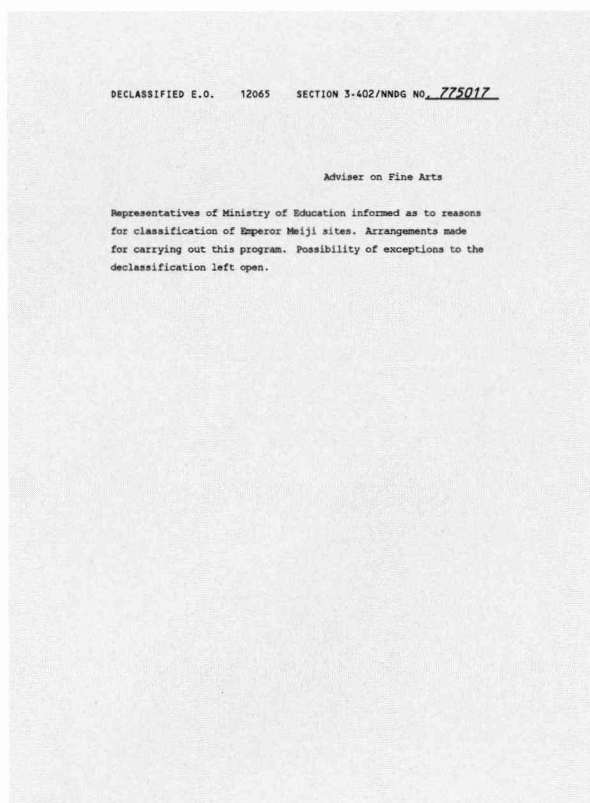 DECLASSIFIED E.O. 12065 SECTION 3-402/NNDG NO. 775017
Adviser on Fine Arts
Representatives of Ministry of Education informed as to reasons
for classification of Emperor Meiji sites. Arrangements made
for carrying out this program. Possibility of exceptions to the
declassification left open.